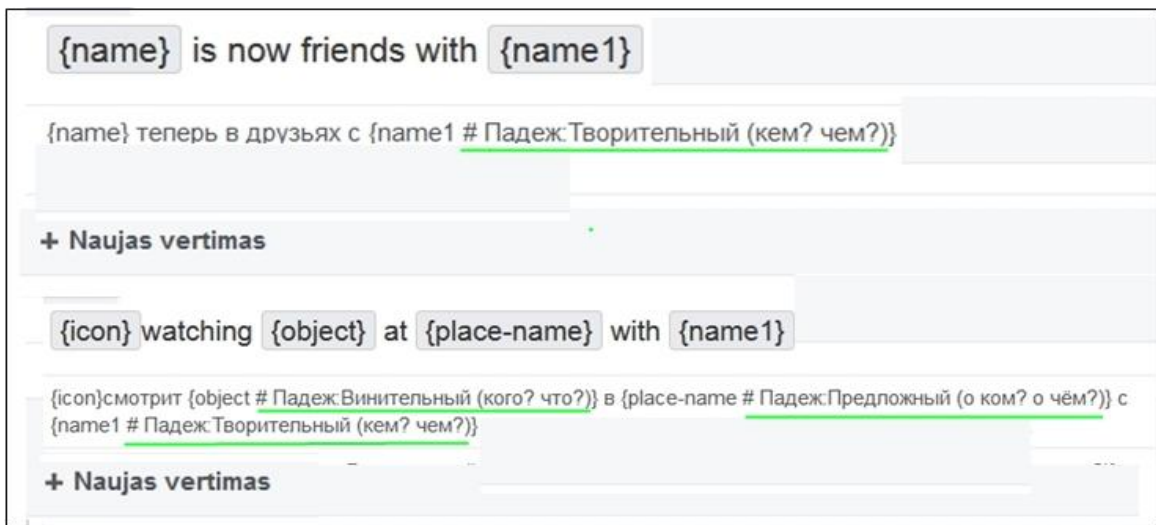 {name} is now friends with {name1}
{name} теперь в друзьях с {name1 # Падеж:Творительный (кем? чем?)}
+ Naujas vertimas
{icon} watching {object} at {place-name} with {name1}
{icon}смотрит {object # Падеж:Винительный (кого? что?)} в {place-name # Падеж:Предложный (о ком? о чём?)} с
{name1 # Падеж:Творительный (кем? чем?)}
+ Naujas vertimas